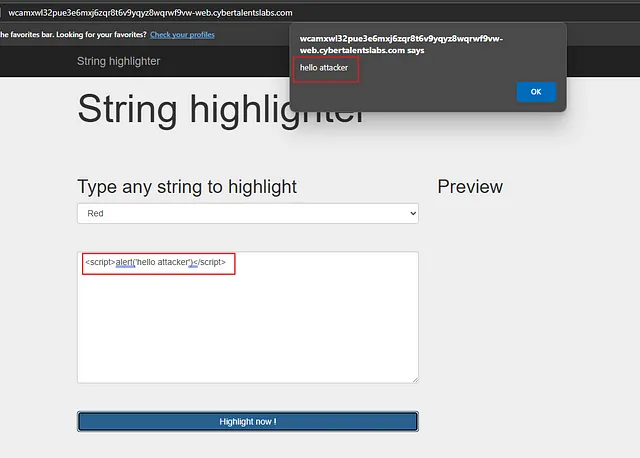 wcamxwl32pue3e6mxj6zqr8t6v9yqyz8wqrwf9vw-web.cybertalentslabs.com
he favorites bar. Looking for your favorites? Check your profiles
wcamxwl32pue3e6mxj6zqr8t6v9yqyz8wqrwf9vw-
web.cybertalentslabs.com says
hello attacker
OK
String highlighter
String highlighter
Type any string to highlight
Preview
Red
<script>alert('hello attacker')</script>
Highlight now !